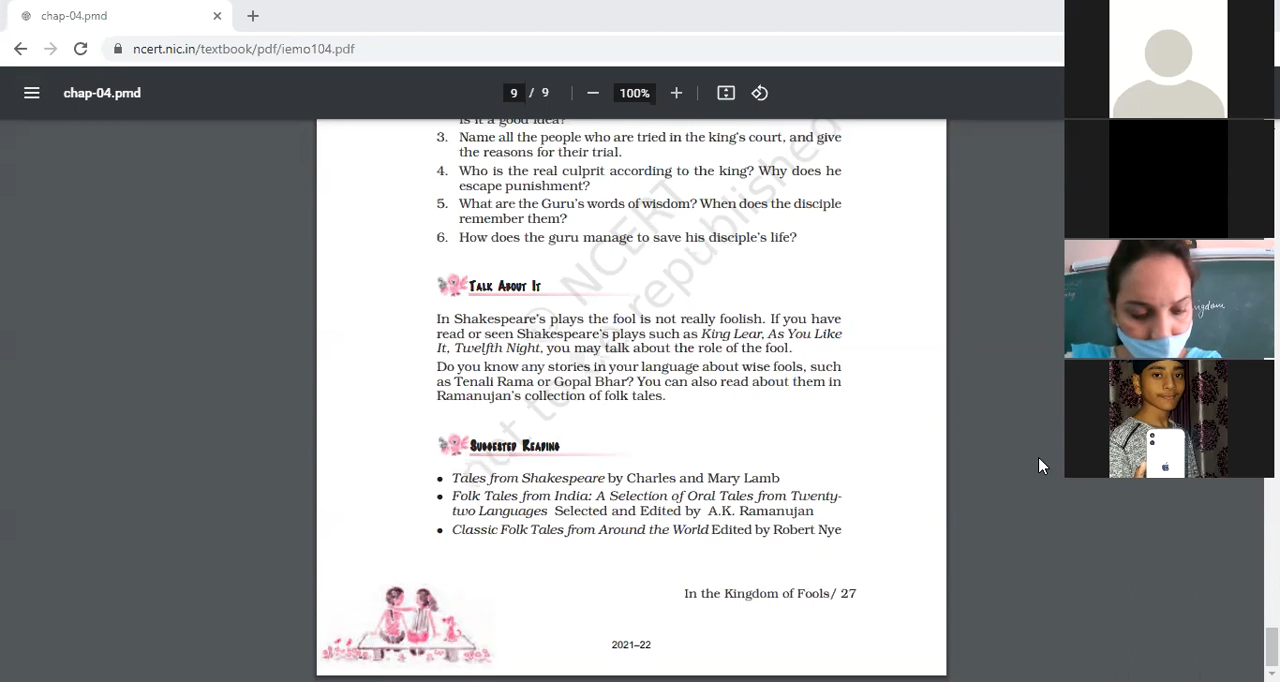 chap-04.pmd
ncert.nic.in/textbook/pdf/iemo104.pdf
chap-04.pmd
9 / 9
100%
is it a good idea?
3. Name all the people who are tried in the king's court, and give
the reasons for their trial.
4. Who is the real culprit according to the king? Why does he
escape punishment?
5. What are the Guru's words of wisdom? When does the disciple
remember them?
6. How does the guru manage to save his disciple's life?
TALK ABOUT IT
In Shakespeare's plays the fool is not really foolish. If you have
read or seen Shakespeare's plays such as King Lear, As You Like
It, Twelfth Night, you may talk about the role of the fool.
Do you know any stories in your language about wise fools, such
as Tenali Rama or Gopal Bhar? You can also read about them in
Ramanujan's collection of folk tales.
SUGGESTED READING
• Tales from Shakespeare by Charles and Mary Lamb
• Folk Tales from India: A Selection of Oral Tales from Twenty-
two Languages Selected and Edited by A.K. Ramanujan
• Classic Folk Tales from Around the World Edited by Robert Nye
In the Kingdom of Fools/ 27
2021–22
© NCERT
not to be republished